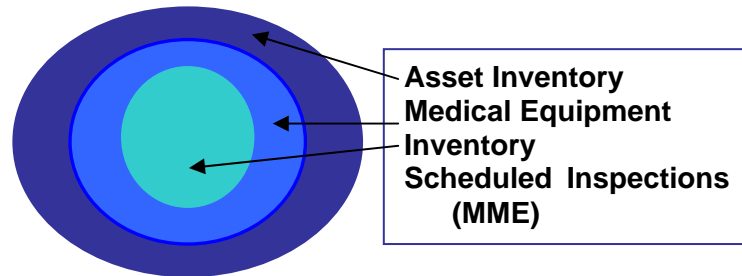 Asset Inventory
Medical Equipment
Inventory
Scheduled Inspections
(MME)